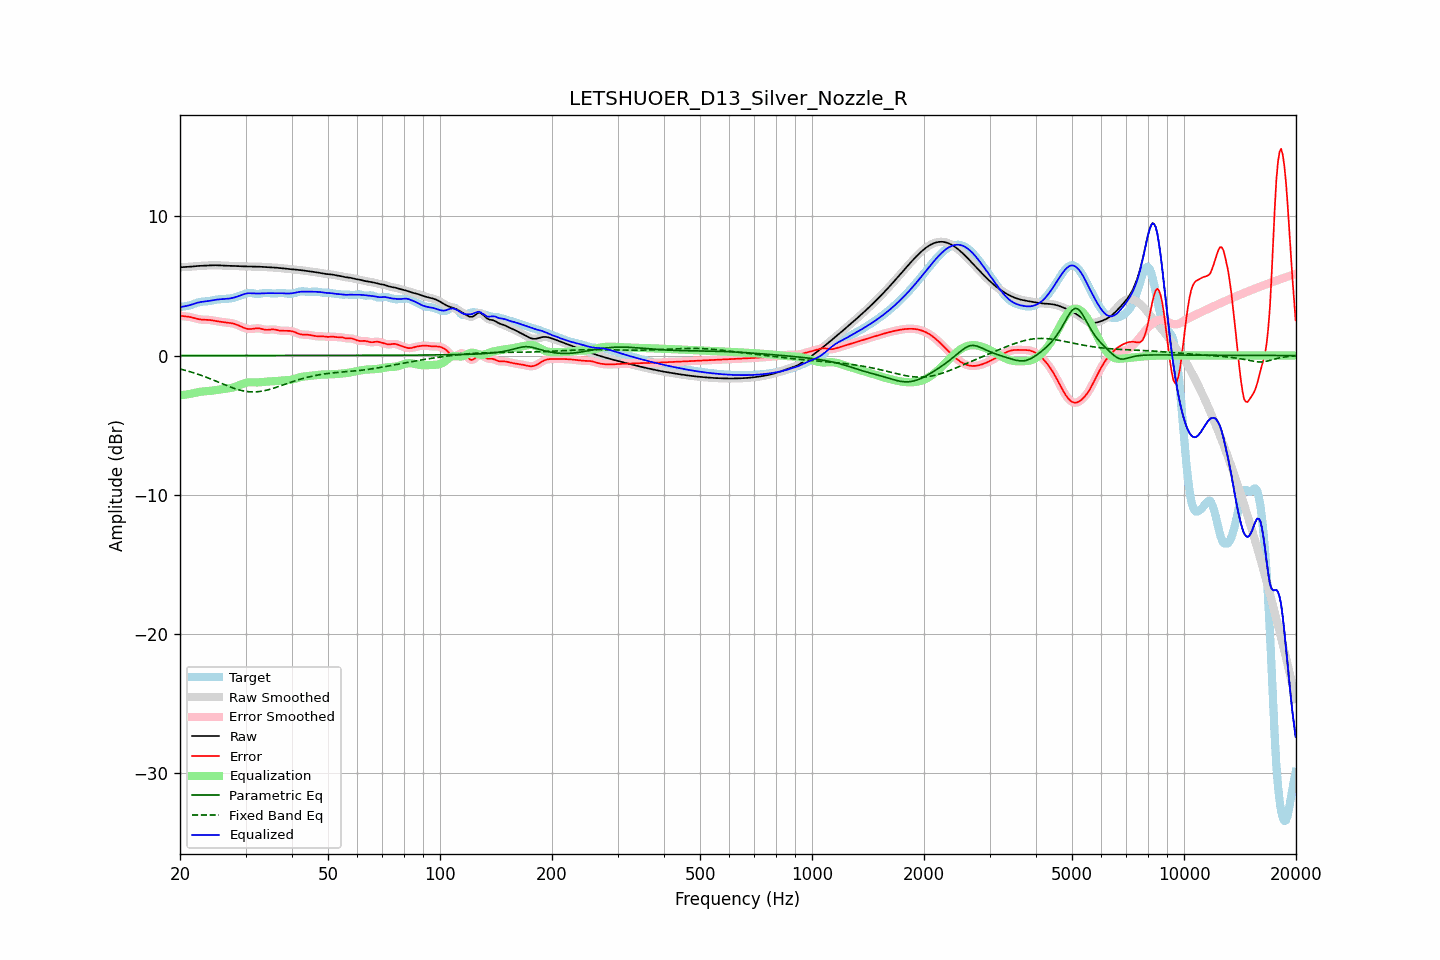 LETSHUOER_D13_Silver_Nozzle_R
Amplitude (dBr)
10
0
−10
−20
−30
Target
Raw Smoothed
Error Smoothed
Raw
Error
Equalization
Parametric Eq
Fixed Band Eq
Equalized
20 50 100 200 500 1000 2000 5000 10000 20000
Frequency (Hz)